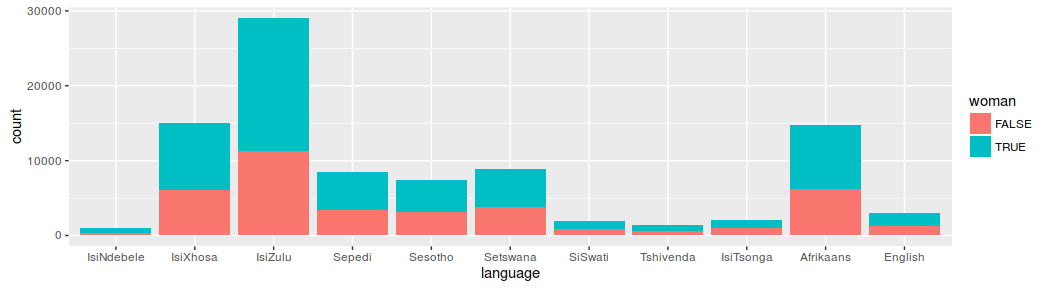 30000
20000
10000
0
count
IsiNdebele IsiXhosa IsiZulu Sepedi Sesotho Setswana SiSwati Tshivenda IsiTsonga Afrikaans English
language
woman
FALSE
TRUE